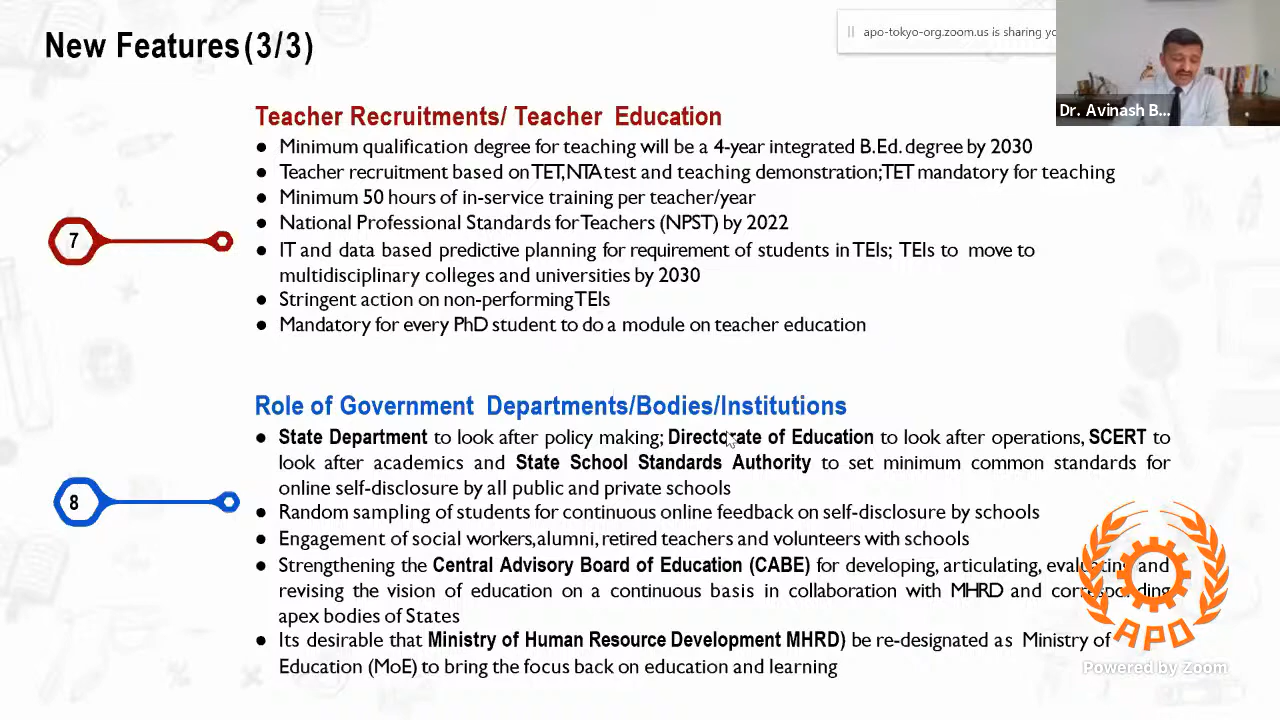 New Features(3/3)
apo-tokyo-org.zoom.us is sharing yo
Dr. Avinash B...
Teacher Recruitments/ Teacher Education
● Minimum qualification degree for teaching will be a 4-year integrated B.Ed. degree by 2030
● Teacher recruitment based on TET,NTA test and teaching demonstration;TET mandatory for teaching
● Minimum 50 hours of in-service training per teacher/year
● National Professional Standards for Teachers (NPST) by 2022
7
● IT and data based predictive planning for requirement of students in TEIs; TEIs to move to
multidisciplinary colleges and universities by 2030
● Stringent action on non-performing TEIs
● Mandatory for every PhD student to do a module on teacher education
Role of Government Departments/Bodies/Institutions
● State Department to look after policy making; Directorate of Education to look after operations, SCERT to
look after academics and State School Standards Authority to set minimum common standards for
online self-disclosure by all public and private schools
8
● Random sampling of students for continuous online feedback on self-disclosure by schools
● Engagement of social workers,alumni, retired teachers and volunteers with schools
● Strengthening the Central Advisory Board of Education (CABE) for developing, articulating, evaluating and
revising the vision of education on a continuous basis in collaboration with MHRD and corresponding
apex bodies of States
● Its desirable that Ministry of Human Resource Development MHRD) be re-designated as Ministry of
Education (MoE) to bring the focus back on education and learning
APO
Powered by Zoom